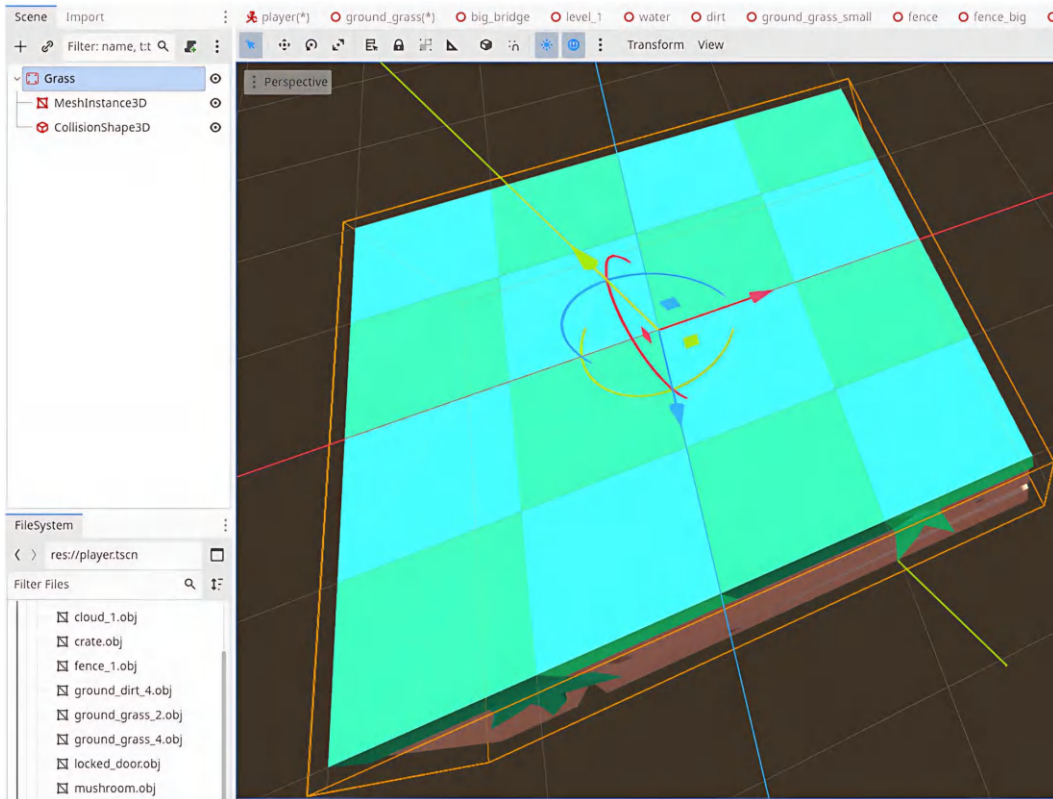 Scene Import
player(*) ground_grass(*) big_bridge level_1 water dirt ground_grass_small fence fence_big
Filter: name, t:t
Transform View
Perspective
Grass
MeshInstance3D
CollisionShape3D
FileSystem
res://player.tscn
Filter Files
cloud_1.obj
crate.obj
fence_1.obj
ground_dirt_4.obj
ground_grass_2.obj
ground_grass_4.obj
locked_door.obj
mushroom.obj